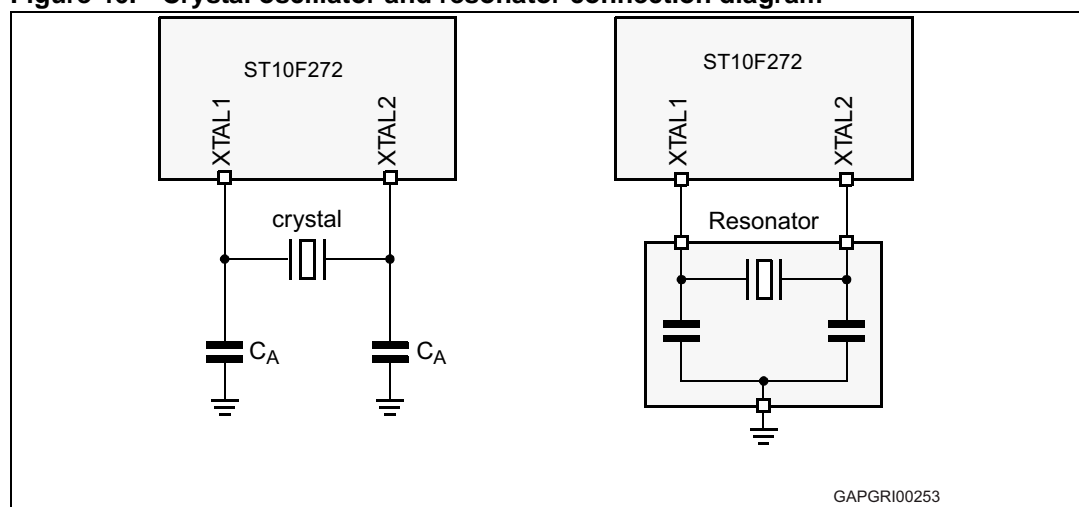 ST10F272
XTAL1
XTAL2
crystal
CA
CA
ST10F272
XTAL1
XTAL2
Resonator
GAPGRI00253